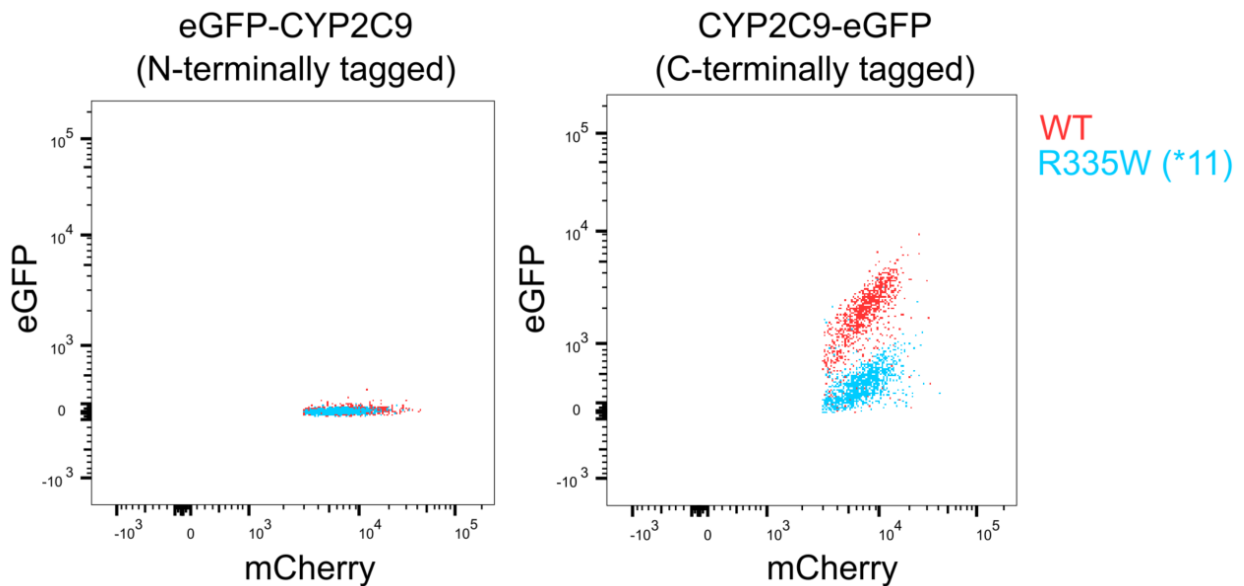 eGFP-CYP2C9
(N-terminally tagged)
CYP2C9-eGFP
(C-terminally tagged)
WT
R335W (*11)
eGFP
10^5
10^4
10^3
0
-10^3
-10^3
0
10^3
10^4
10^5
mCherry
eGFP
10^5
10^4
10^3
0
-10^3
-10^3
0
10^3
10^4
10^5
mCherry